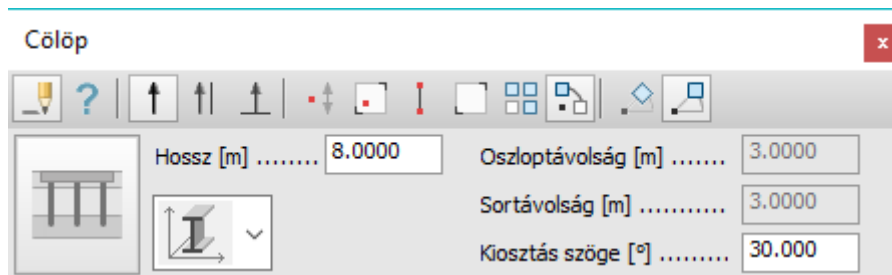 Cölöp
x
?
Hossz [m] ........ 8.0000
Oszloptávolság [m] ....... 3.0000
Sortávolság [m] ........... 3.0000
Kiosztás szöge [°] ......... 30.000